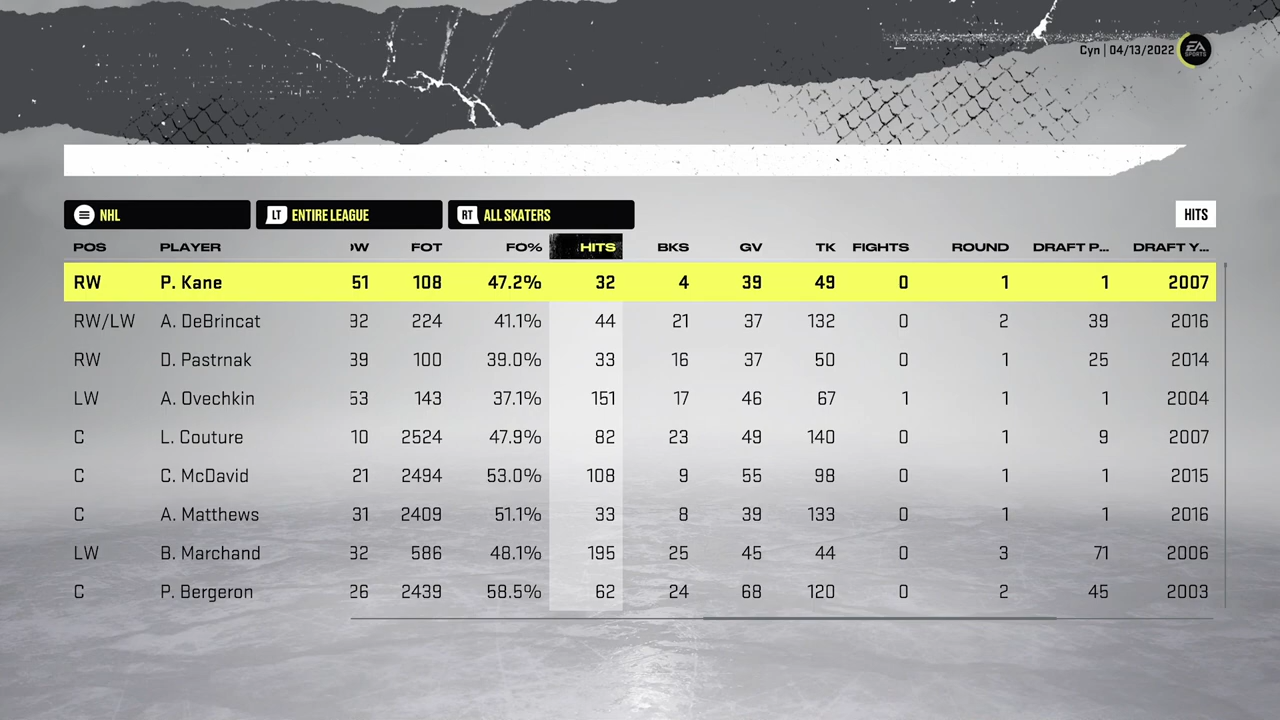 Cyn | 04/13/2022 EA SPORTS
NHL LT ENTIRE LEAGUE RT ALL SKATERS HITS
POS PLAYER FOT FO% HITS BKS GV TK FIGHTS ROUND DRAFT P... DRAFT Y...
RW P. Kane 51 108 47.2% 32 4 39 49 0 1 1 2007
RW/LW A. DeBrincat 224 41.1% 44 21 37 132 0 2 39 2016
RW D. Pastrnak 39 100 39.0% 33 16 37 50 0 1 25 2014
LW A. Ovechkin 53 143 37.1% 151 17 46 67 1 1 1 2004
C L. Couture 10 2524 47.9% 82 23 49 140 0 1 9 2007
C C. McDavid 21 2494 53.0% 108 9 55 98 0 1 1 2015
C A. Matthews 31 2409 51.1% 33 8 39 133 0 1 1 2016
LW B. Marchand 586 48.1% 195 25 45 44 0 3 71 2006
C P. Bergeron 26 2439 58.5% 62 24 68 120 0 2 45 2003